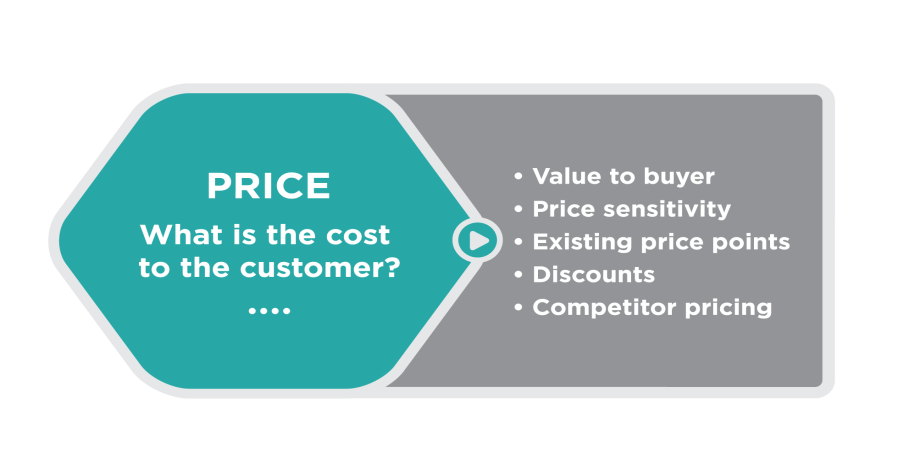 PRICE
What is the cost
to the customer?
....
• Value to buyer
• Price sensitivity
• Existing price points
• Discounts
• Competitor pricing